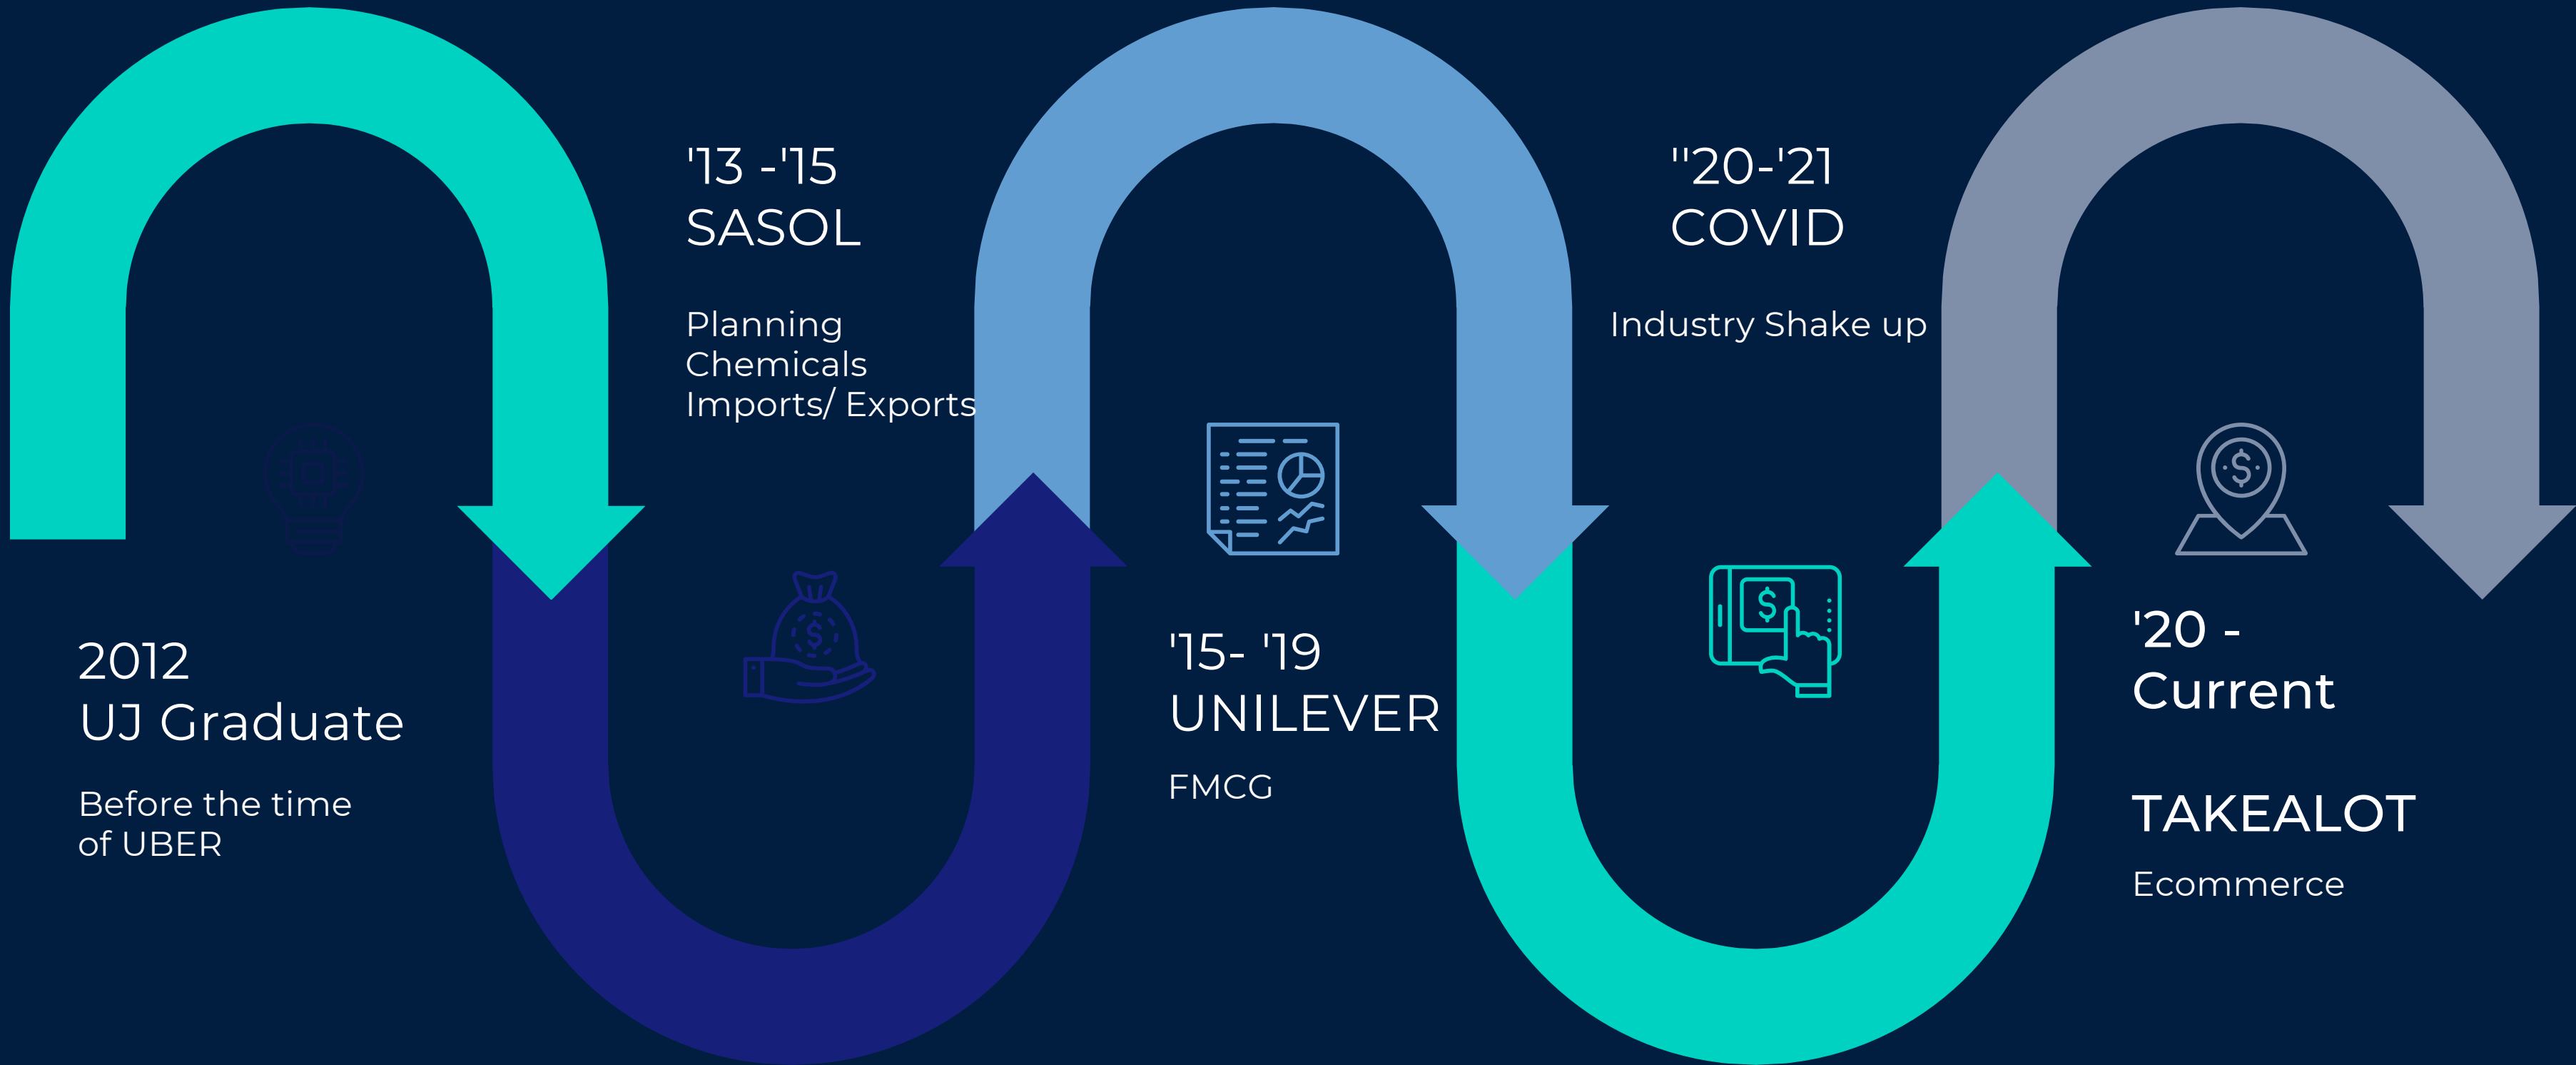 2012
UJ Graduate
Before the time
of UBER
'13 -'15
SASOL
Planning
Chemicals
Imports/ Exports
'15- '19
UNILEVER
FMCG
''20-'21
COVID
Industry Shake up
'20 -
Current
TAKEALOT
Ecommerce